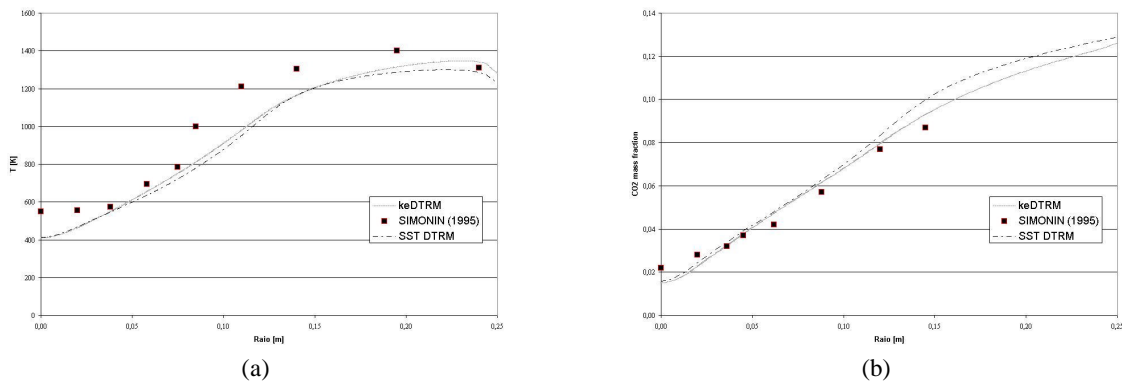 1600
1400
1200
1000
800
600
400
200
0
T [K]
0,00 0,05 0,10 0,15 0,20 0,25
Raio [m]
keDTRM
SIMONIN (1995)
SST DTRM
(a)
0,14
0,12
0,10
0,08
0,06
0,04
0,02
0,00
CO2 mass fraction
0,00 0,05 0,10 0,15 0,20 0,25
Raio [m]
keDTRM
SIMONIN (1995)
SST DTRM
(b)